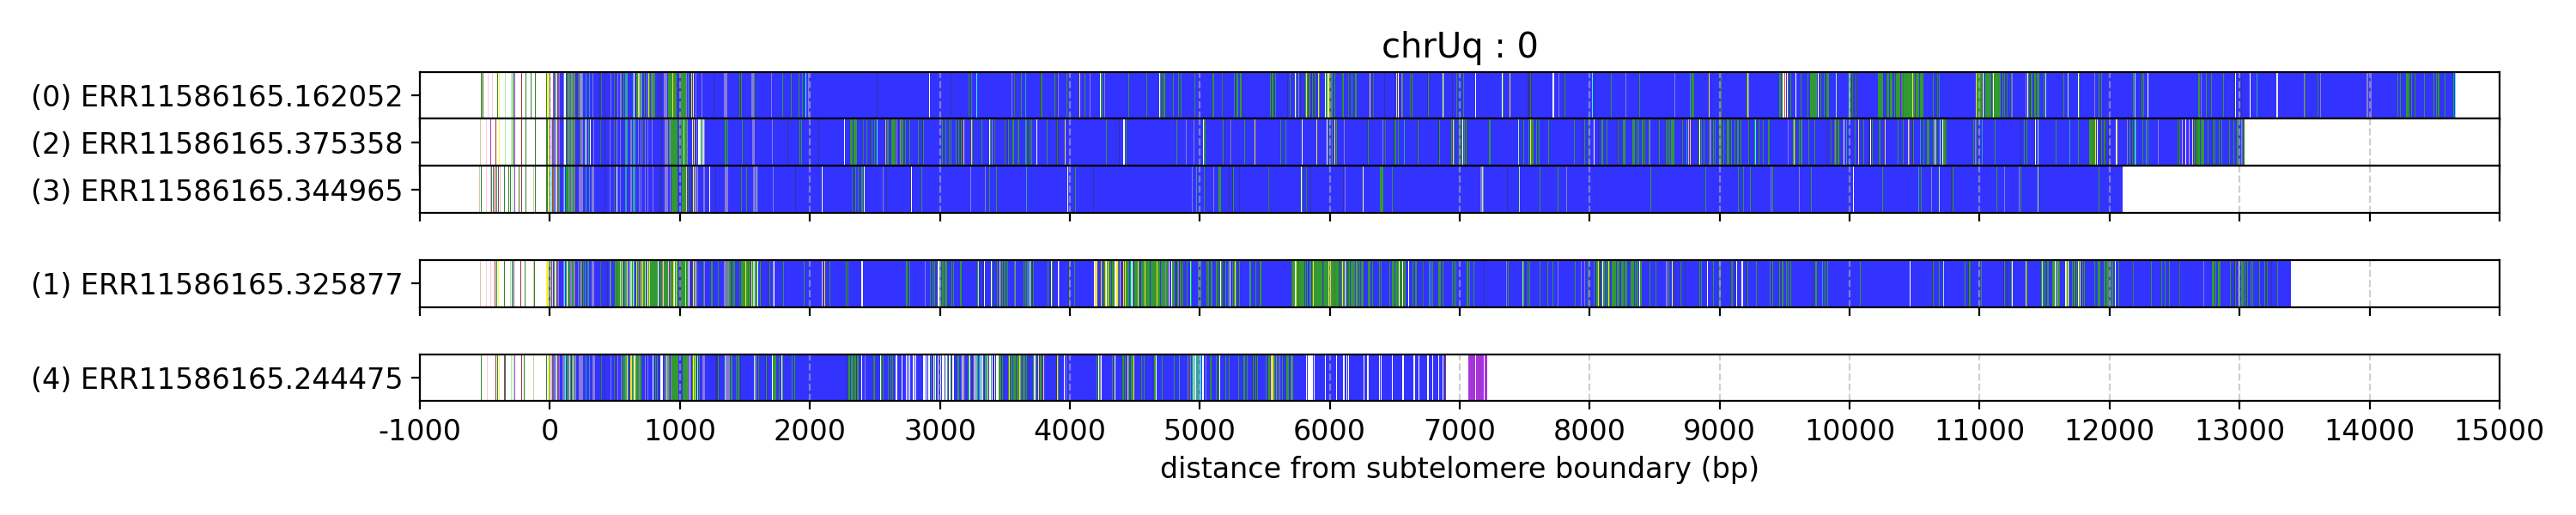 chrUq : 0
(0) ERR11586165.162052
(2) ERR11586165.375358
(3) ERR11586165.344965
(1) ERR11586165.325877
(4) ERR11586165.244475
-1000 0 1000 2000 3000 4000 5000 6000 7000 8000 9000 10000 11000 12000 13000 14000 15000
distance from subtelomere boundary (bp)